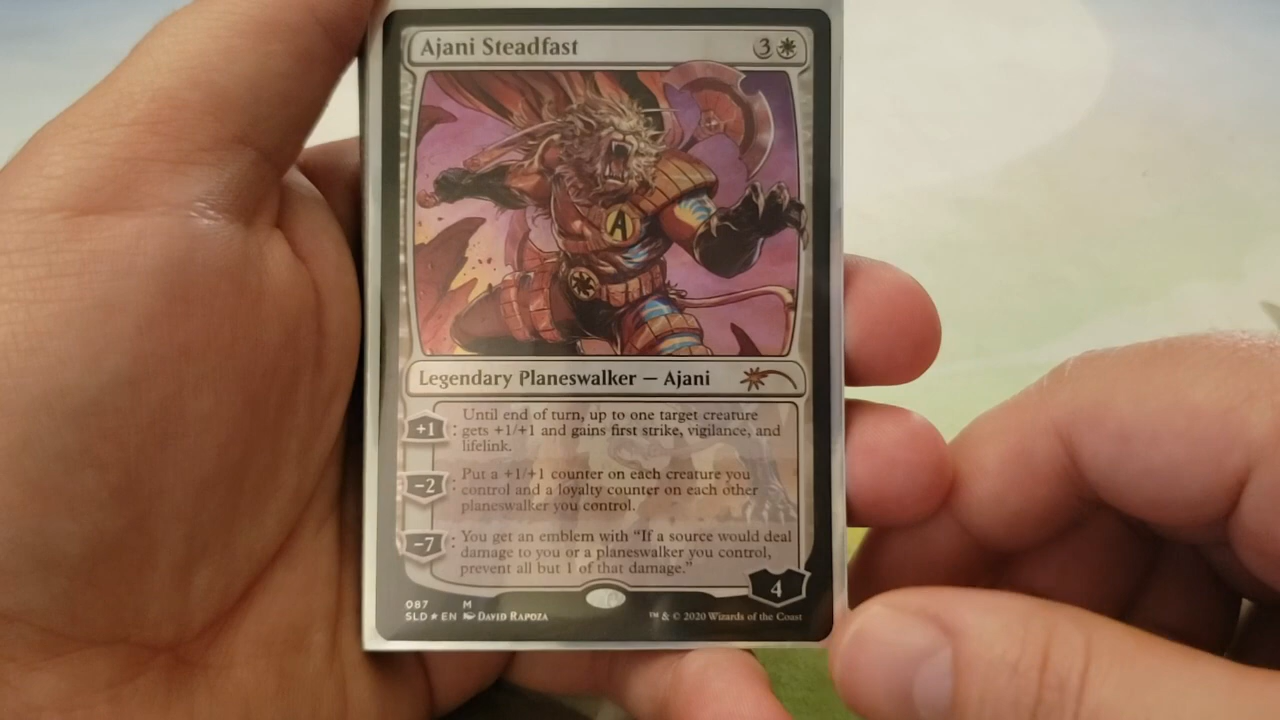 Ajani Steadfast 3
A
Legendary Planeswalker — Ajani
+1 : Until end of turn, up to one target creature
gets +1/+1 and gains first strike, vigilance, and
lifelink.
−2 : Put a +1/+1 counter on each creature you
control and a loyalty counter on each other
planeswalker you control.
−7 : You get an emblem with “If a source would deal
damage to you or a planeswalker you control,
prevent all but 1 of that damage.”
4
087 M
SLD ★ EN DAVID RAPOZA ™ & © 2020 Wizards of the Coast